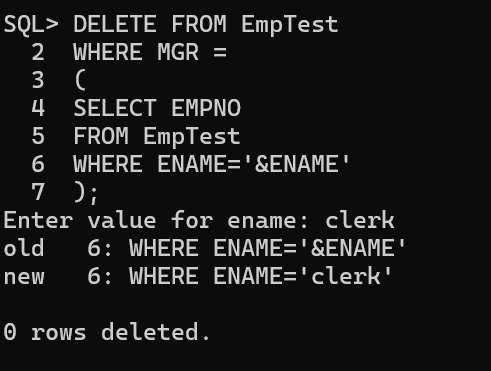 SQL> DELETE FROM EmpTest
  2  WHERE MGR =
  3  (
  4  SELECT EMPNO
  5  FROM EmpTest
  6  WHERE ENAME='&ENAME'
  7  );
Enter value for ename: clerk
old   6: WHERE ENAME='&ENAME'
new   6: WHERE ENAME='clerk'
0 rows deleted.